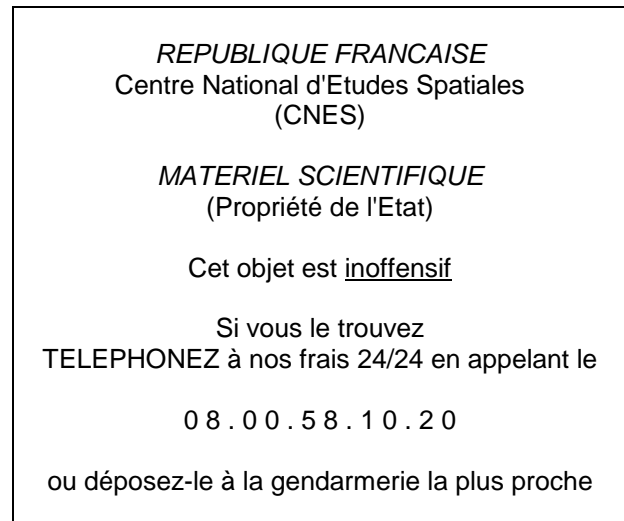 REPUBLIQUE FRANCAISE
Centre National d'Etudes Spatiales
(CNES)
MATERIEL SCIENTIFIQUE
(Propriété de l'Etat)
Cet objet est inoffensif
Si vous le trouvez
TELEPHONEZ à nos frais 24/24 en appelant le
0 8 . 0 0 . 5 8 . 1 0 . 2 0
ou déposez-le à la gendarmerie la plus proche